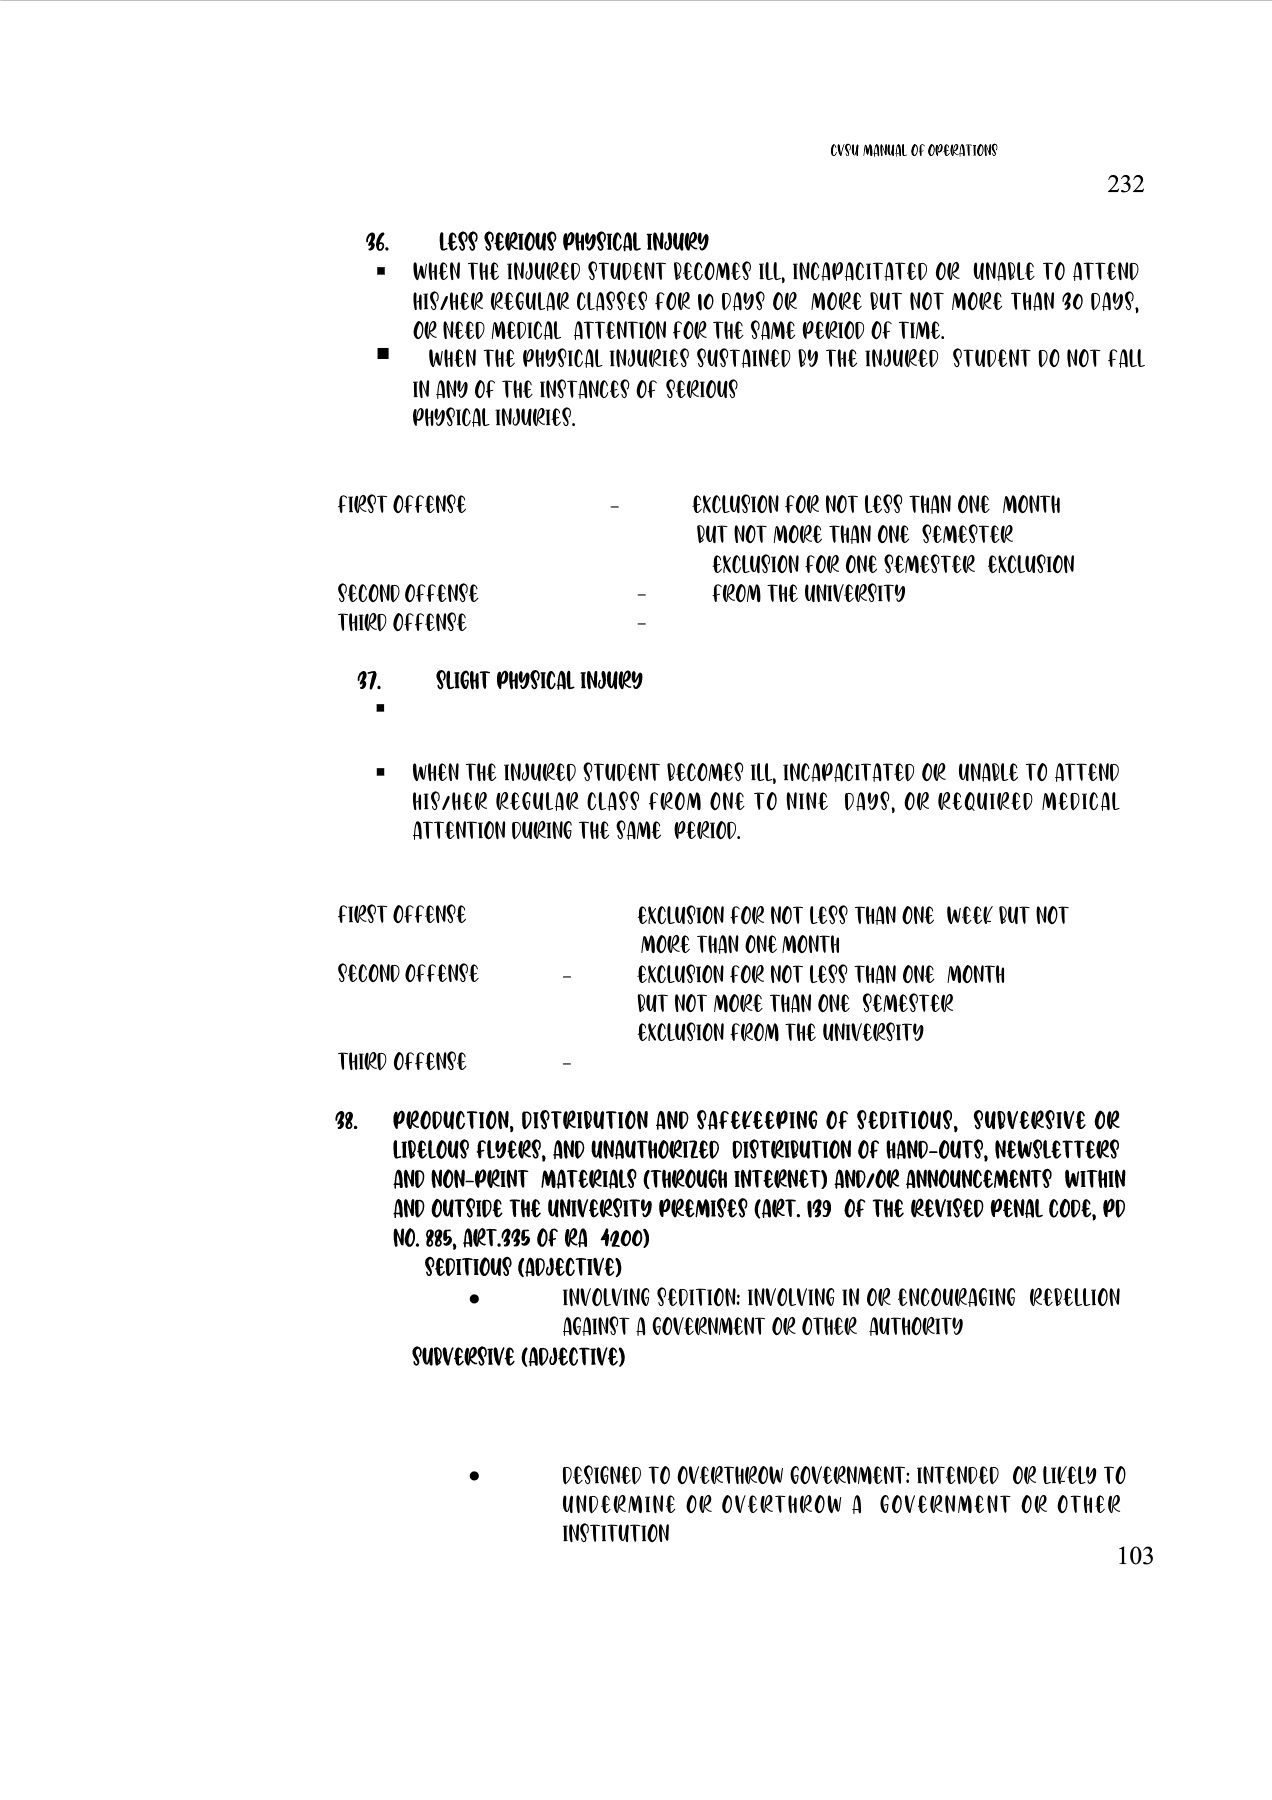 CVSU MANUAL OF OPERATIONS
232
36. LESS SERIOUS PHYSICAL INJURY
▪ WHEN THE INJURED STUDENT BECOMES ILL, INCAPACITATED OR UNABLE TO ATTEND
HIS/HER REGULAR CLASSES FOR 10 DAYS OR MORE BUT NOT MORE THAN 30 DAYS,
OR NEED MEDICAL ATTENTION FOR THE SAME PERIOD OF TIME.
▪ WHEN THE PHYSICAL INJURIES SUSTAINED BY THE INJURED STUDENT DO NOT FALL
IN ANY OF THE INSTANCES OF SERIOUS
PHYSICAL INJURIES.
FIRST OFFENSE – EXCLUSION FOR NOT LESS THAN ONE MONTH
BUT NOT MORE THAN ONE SEMESTER
EXCLUSION FOR ONE SEMESTER EXCLUSION
SECOND OFFENSE – FROM THE UNIVERSITY
THIRD OFFENSE –
37. SLIGHT PHYSICAL INJURY
▪
▪ WHEN THE INJURED STUDENT BECOMES ILL, INCAPACITATED OR UNABLE TO ATTEND
HIS/HER REGULAR CLASS FROM ONE TO NINE DAYS, OR REQUIRED MEDICAL
ATTENTION DURING THE SAME PERIOD.
FIRST OFFENSE EXCLUSION FOR NOT LESS THAN ONE WEEK BUT NOT
MORE THAN ONE MONTH
SECOND OFFENSE – EXCLUSION FOR NOT LESS THAN ONE MONTH
BUT NOT MORE THAN ONE SEMESTER
EXCLUSION FROM THE UNIVERSITY
THIRD OFFENSE –
38. PRODUCTION, DISTRIBUTION AND SAFEKEEPING OF SEDITIOUS, SUBVERSIVE OR
LIBELOUS FLYERS, AND UNAUTHORIZED DISTRIBUTION OF HAND-OUTS, NEWSLETTERS
AND NON-PRINT MATERIALS (THROUGH INTERNET) AND/OR ANNOUNCEMENTS WITHIN
AND OUTSIDE THE UNIVERSITY PREMISES (ART. 139 OF THE REVISED PENAL CODE, PD
NO. 885, ART.335 OF RA 4200)
SEDITIOUS (ADJECTIVE)
● INVOLVING SEDITION: INVOLVING IN OR ENCOURAGING REBELLION
AGAINST A GOVERNMENT OR OTHER AUTHORITY
SUBVERSIVE (ADJECTIVE)
● DESIGNED TO OVERTHROW GOVERNMENT: INTENDED OR LIKELY TO
UNDERMINE OR OVERTHROW A GOVERNMENT OR OTHER
INSTITUTION
103